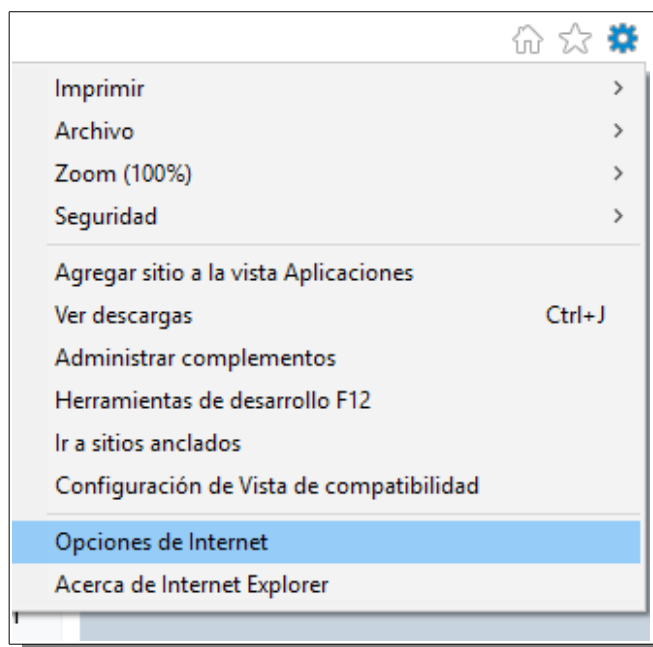 Imprimir
Archivo
Zoom (100%)
Seguridad
Agregar sitio a la vista Aplicaciones
Ver descargas Ctrl+J
Administrar complementos
Herramientas de desarrollo F12
Ir a sitios anclados
Configuración de Vista de compatibilidad
Opciones de Internet
Acerca de Internet Explorer